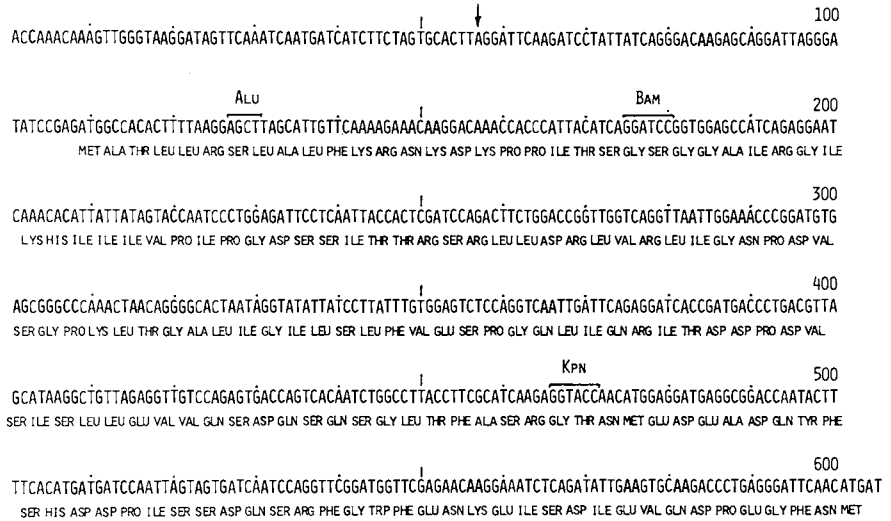 100
ACCAAACAAAGTTGGGTAAGGATAGTTCAAATCAATGATCATCTTCTAGTGCACTTAGGATTCAAGATCCTATTATCAGGGACAAGAGCAGGATTAGGGA
ALU BAM 200
TATCCGAGATGGCCACACTTTTAAGGAGCTTAGCATTGTTCAAAAGAAACAAGGACAAACCACCCATTACATCAGGATCCGGTGGAGCCATCAGAGGAAT
MET ALA THR LEU LEU ARG SER LEU ALA LEU PHE LYS ARG ASN LYS ASP LYS PRO PRO ILE THR SER GLY SER GLY GLY ALA ILE ARG GLY ILE
300
CAAACACATTATTATAGTACCAATCCCTGGAGATTCCTCAATTACCACTCGATCCAGACTTCTGGACCGGTTGGTCAGGTTAATTGGAAACCCGGATGTG
LYS HIS ILE ILE ILE VAL PRO ILE PRO GLY ASP SER SER ILE THR THR ARG SER ARG LEU LEU ASP ARG LEU VAL ARG LEU ILE GLY ASN PRO ASP VAL
400
AGCGGGCCCAAACTAACAGGGGCACTAATAGGTATATTATCCTTATTTGTGGAGTCTCCAGGTCAATTGATTCAGAGGATCACCGATGACCCTGACGTTA
SER GLY PRO LYS LEU THR GLY ALA LEU ILE GLY ILE LEU SER LEU PHE VAL GLU SER PRO GLY GLN LEU ILE GLN ARG ILE THR ASP ASP PRO ASP VAL
KPN 500
GCATAAGGCTGTTAGAGGTTGTCCAGAGTGACCAGTCACAATCTGGCCTTACCTTCGCATCAAGAGGTACCAACATGGAGGATGAGGCGGACCAATACTT
SER ILE SER LEU LEU GLU VAL VAL GLN SER ASP GLN SER GLN SER GLY LEU THR PHE ALA SER ARG GLY THR ASN MET GLU ASP GLU ALA ASP GLN TYR PHE
600
TTCACATGATGATCCAATTAGTAGTGATCAATCCAGGTTCGGATGGTTCGAGAACAAGGAAATCTCAGATATTGAAGTGCAAGACCCTGAGGGATTCAACATGAT
SER HIS ASP ASP PRO ILE SER SER ASP GLN SER ARG PHE GLY TRP PHE GLU ASN LYS GLU ILE SER ASP ILE GLU VAL GLN ASP PRO GLU GLY PHE ASN MET